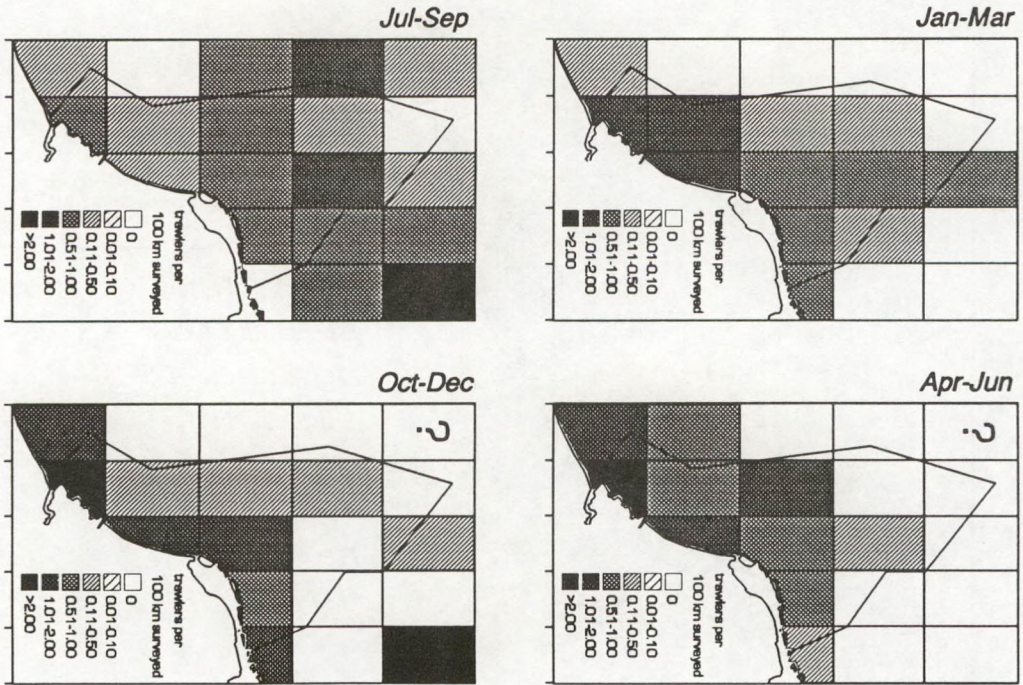 Jul-Sep
trawlers per
100 km surveyed
0
0.01-0.10
0.11-0.50
0.51-1.00
1.01-2.00
>2.00
Jan-Mar
trawlers per
100 km surveyed
0
0.01-0.10
0.11-0.50
0.51-1.00
1.01-2.00
>2.00
Oct-Dec
?
trawlers per
100 km surveyed
0
0.01-0.10
0.11-0.50
0.51-1.00
1.01-2.00
>2.00
Apr-Jun
?
trawlers per
100 km surveyed
0
0.01-0.10
0.11-0.50
0.51-1.00
1.01-2.00
>2.00